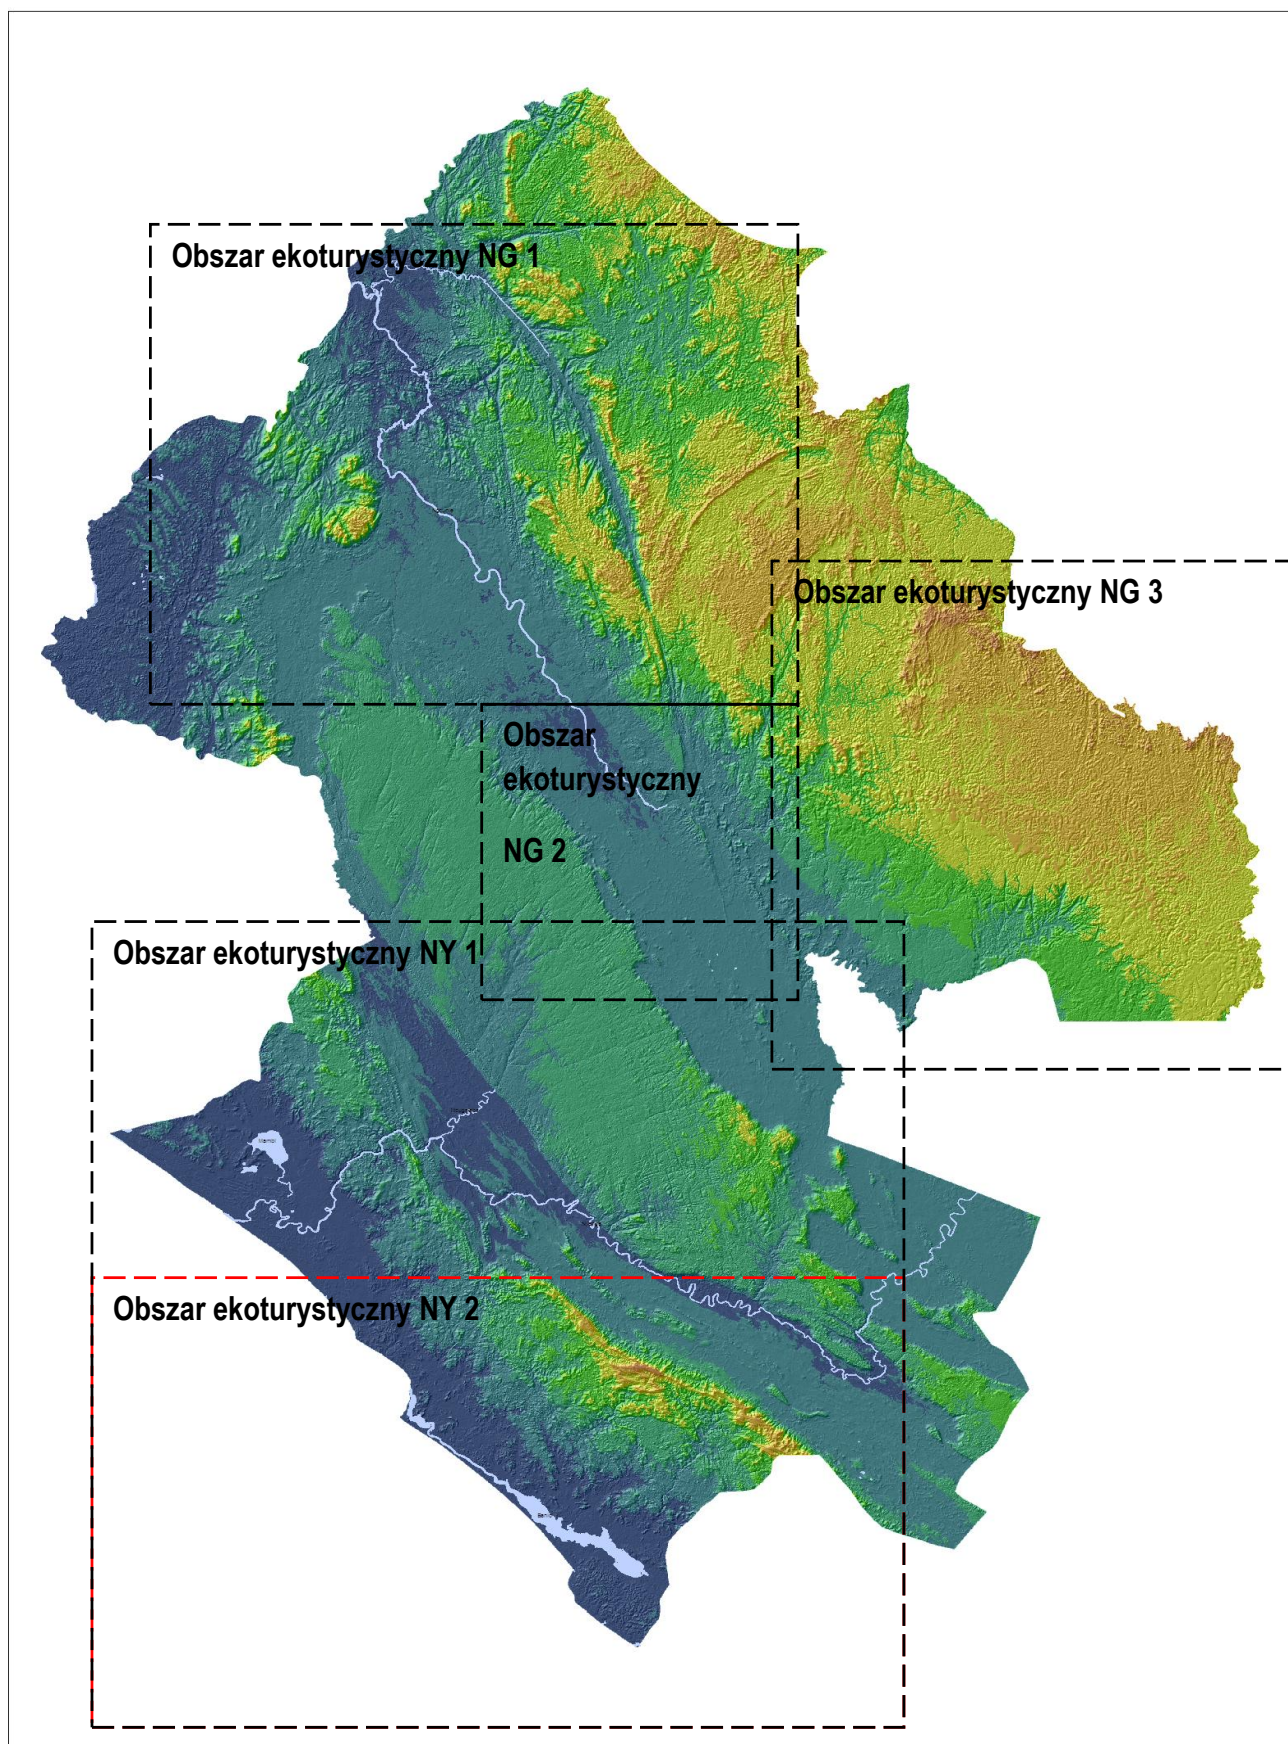 Obszar ekoturystyczny NG 1
Obszar ekoturystyczny NG 3
Obszar
ekoturystyczny
NG 2
Obszar ekoturystyczny NY 1
Obszar ekoturystyczny NY 2